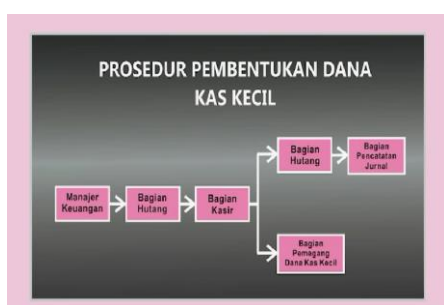 PROSEDUR PEMBENTUKAN DANA
KAS KECIL
Manajer
Keuangan
Bagian
Hutang
Bagian
Kasir
Bagian
Hutang
Bagian
Pencatatan
Jurnal
Bagian
Pemegang
Dana Kas Kecil